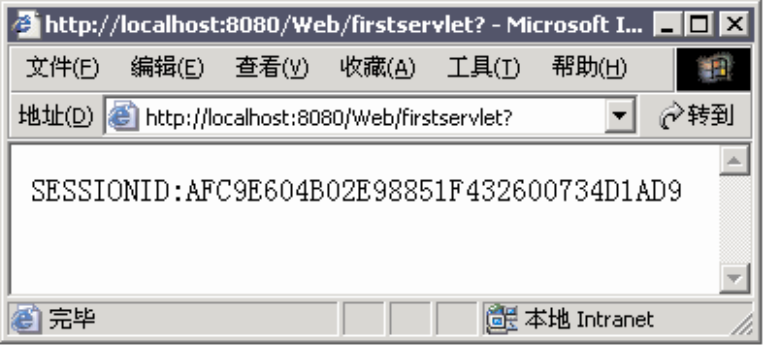 http://localhost:8080/Web/firstservlet? - Microsoft I...
文件(F) 编辑(E) 查看(V) 收藏(A) 工具(T) 帮助(H)
地址(D) http://localhost:8080/Web/firstservlet? 转到
SESSIONID:AFC9E604B02E98851F432600734D1AD9
完毕 本地 Intranet